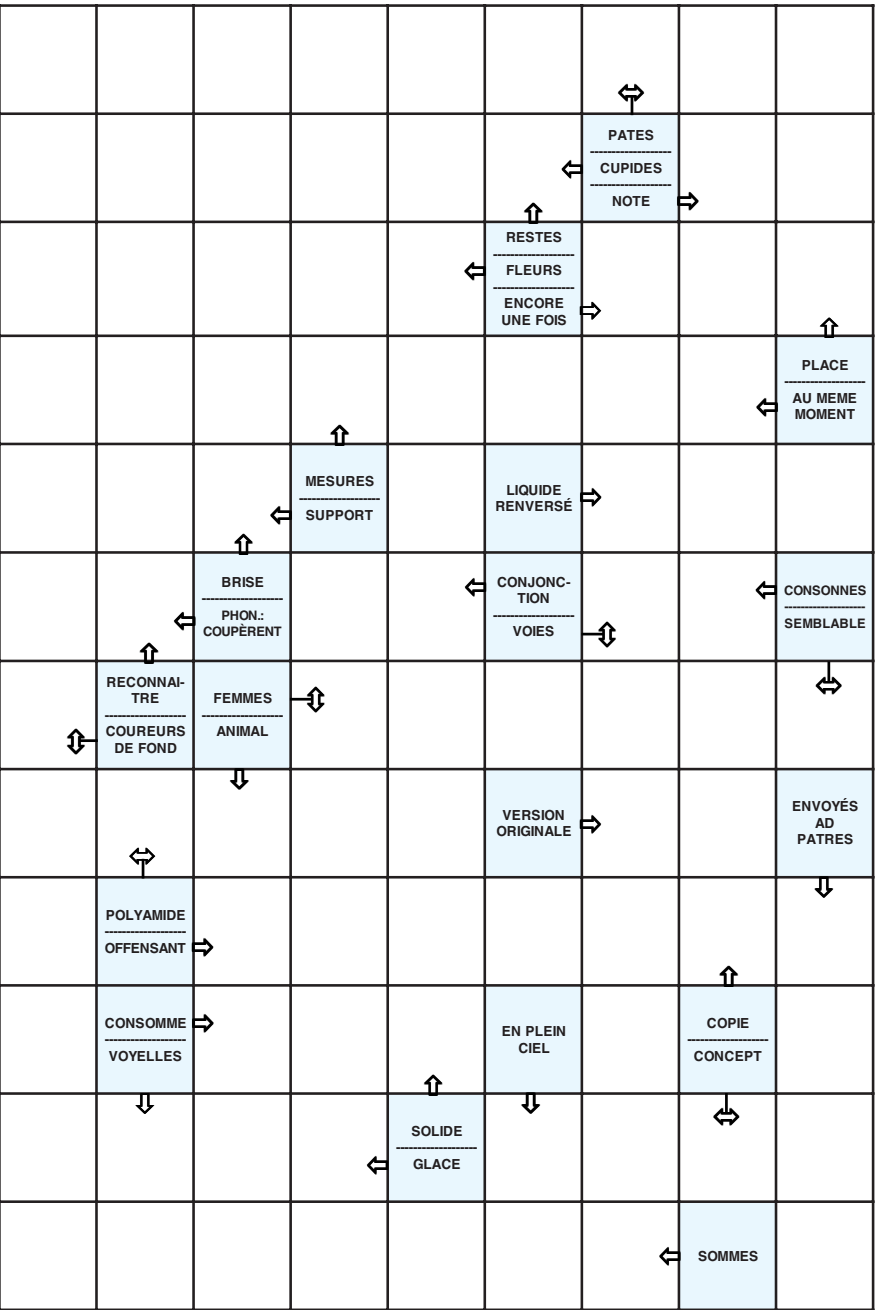 PATES
CUPIDES
NOTE
RESTES
FLEURS
ENCORE
UNE FOIS
PLACE
AU MEME
MOMENT
MESURES
SUPPORT
LIQUIDE
RENVERSÉ
BRISE
PHON.:
COUPÈRENT
CONJONC-
TION
VOIES
CONSONNES
SEMBLABLE
RECONNAI-
TRE
COUREURS
DE FOND
FEMMES
ANIMAL
VERSION
ORIGINALE
ENVOYÉS
AD
PATRES
POLYAMIDE
OFFENSANT
CONSOMME
VOYELLES
EN PLEIN
CIEL
COPIE
CONCEPT
SOLIDE
GLACE
SOMMES